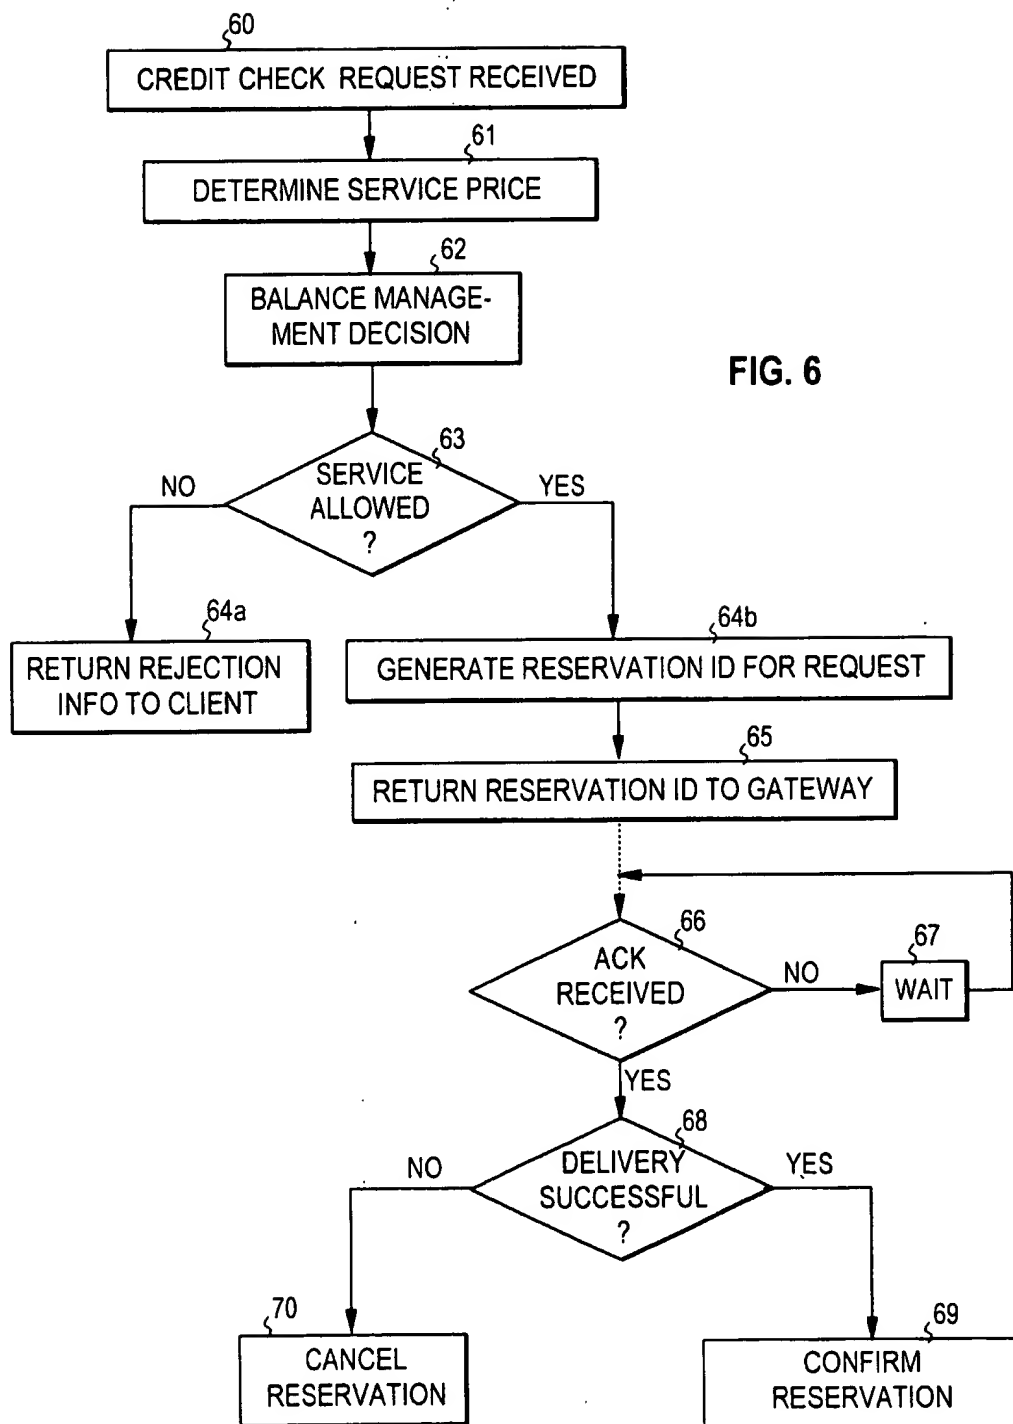 60
CREDIT CHECK REQUEST RECEIVED
61
DETERMINE SERVICE PRICE
62
BALANCE MANAGE-
MENT DECISION
FIG. 6
63
SERVICE
ALLOWED
?
NO
YES
64a
RETURN REJECTION
INFO TO CLIENT
64b
GENERATE RESERVATION ID FOR REQUEST
65
RETURN RESERVATION ID TO GATEWAY
66
ACK
RECEIVED
?
NO
67
WAIT
YES
68
DELIVERY
SUCCESSFUL
?
NO
YES
70
CANCEL
RESERVATION
69
CONFIRM
RESERVATION